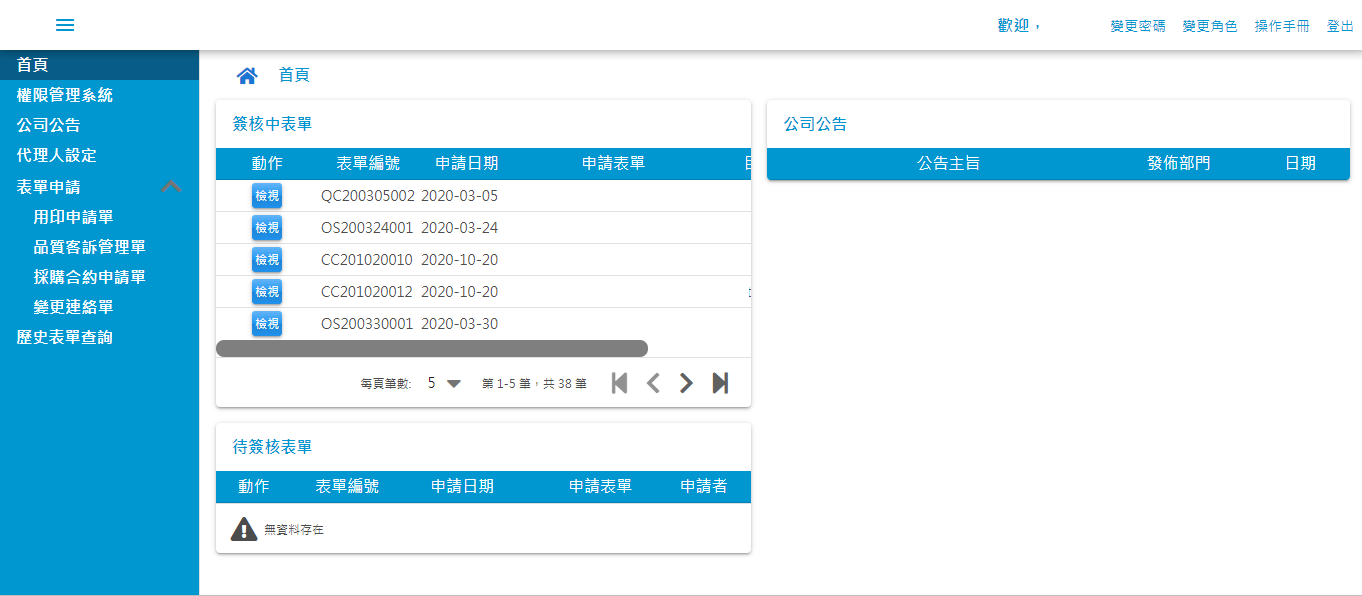 歡迎， 變更密碼 變更角色 操作手冊 登出
首頁
權限管理系統
公司公告
代理人設定
表單申請
用印申請單
品質客訴管理單
採購合約申請單
變更連絡單
歷史表單查詢
首頁
簽核中表單
動作 表單編號 申請日期 申請表單
檢視 QC200305002 2020-03-05
檢視 OS200324001 2020-03-24
檢視 CC201020010 2020-10-20
檢視 CC201020012 2020-10-20
檢視 OS200330001 2020-03-30
每頁筆數: 5 第 1-5 筆，共 38 筆
待簽核表單
動作 表單編號 申請日期 申請表單 申請者
無資料存在
公司公告
公告主旨 發佈部門 日期